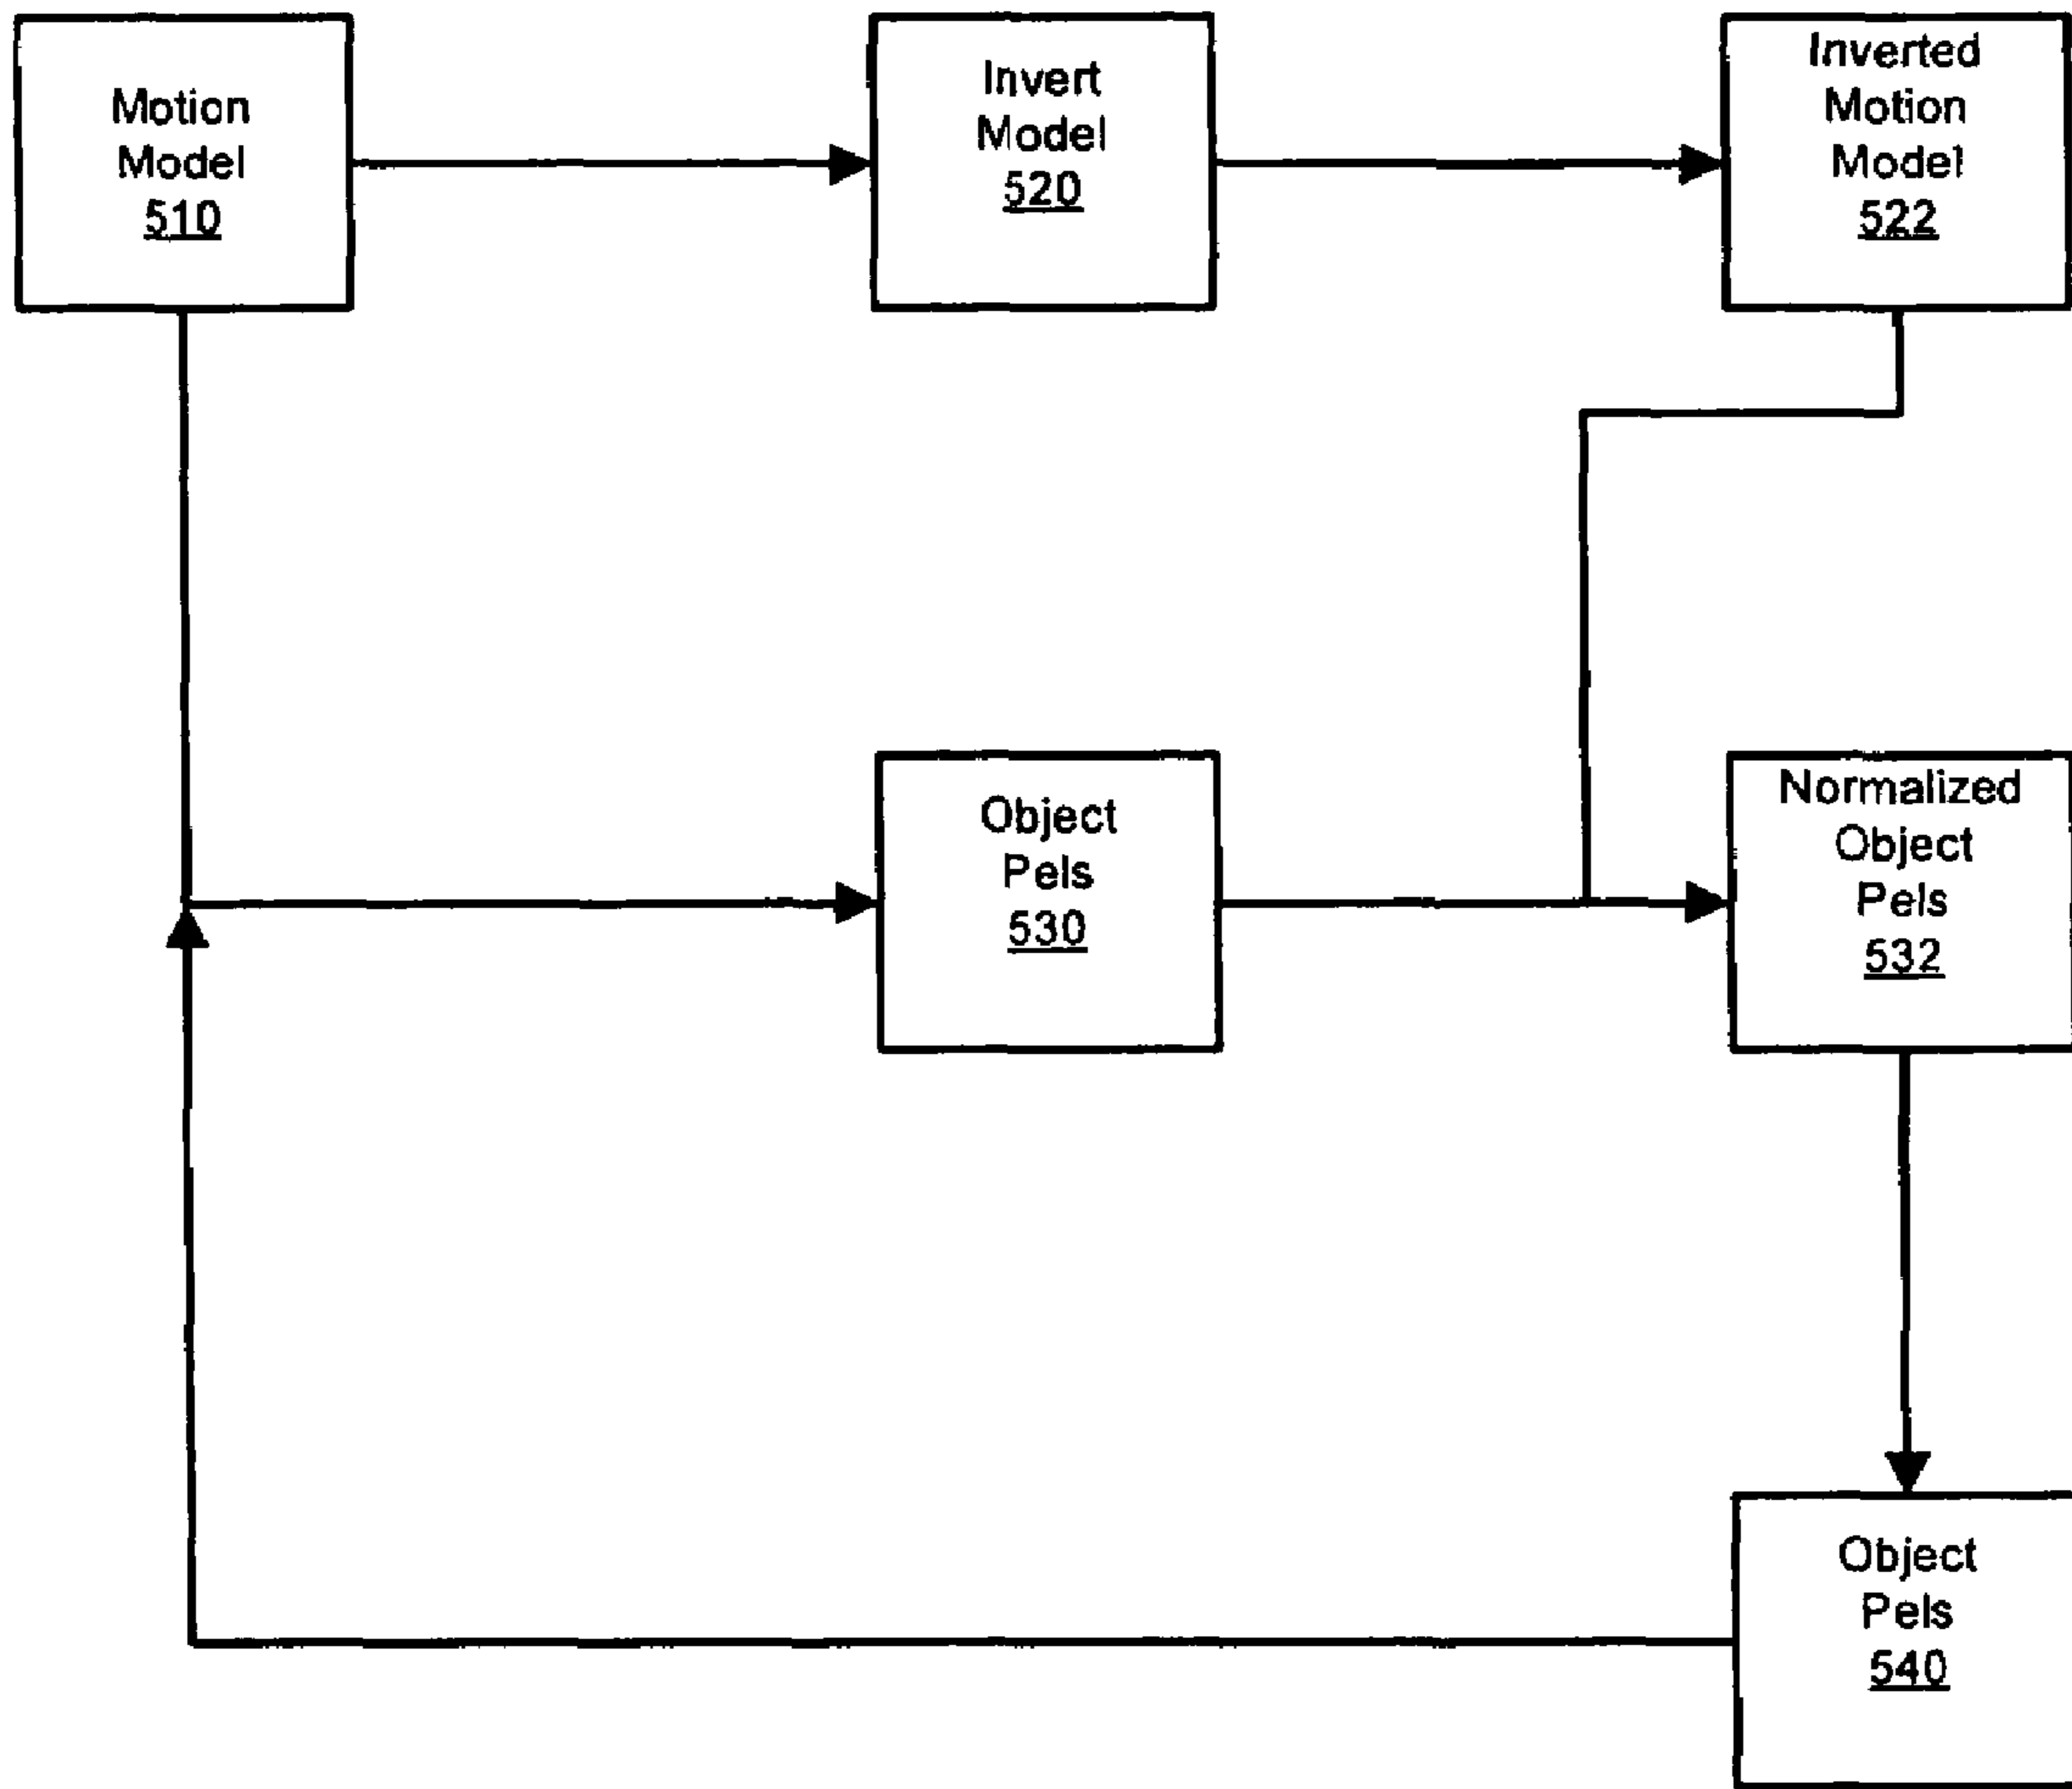 Motion
Model
510
Invert
Model
520
Inverted
Motion
Model
522
Object
Pels
530
Normalized
Object
Pels
532
Object
Pels
540